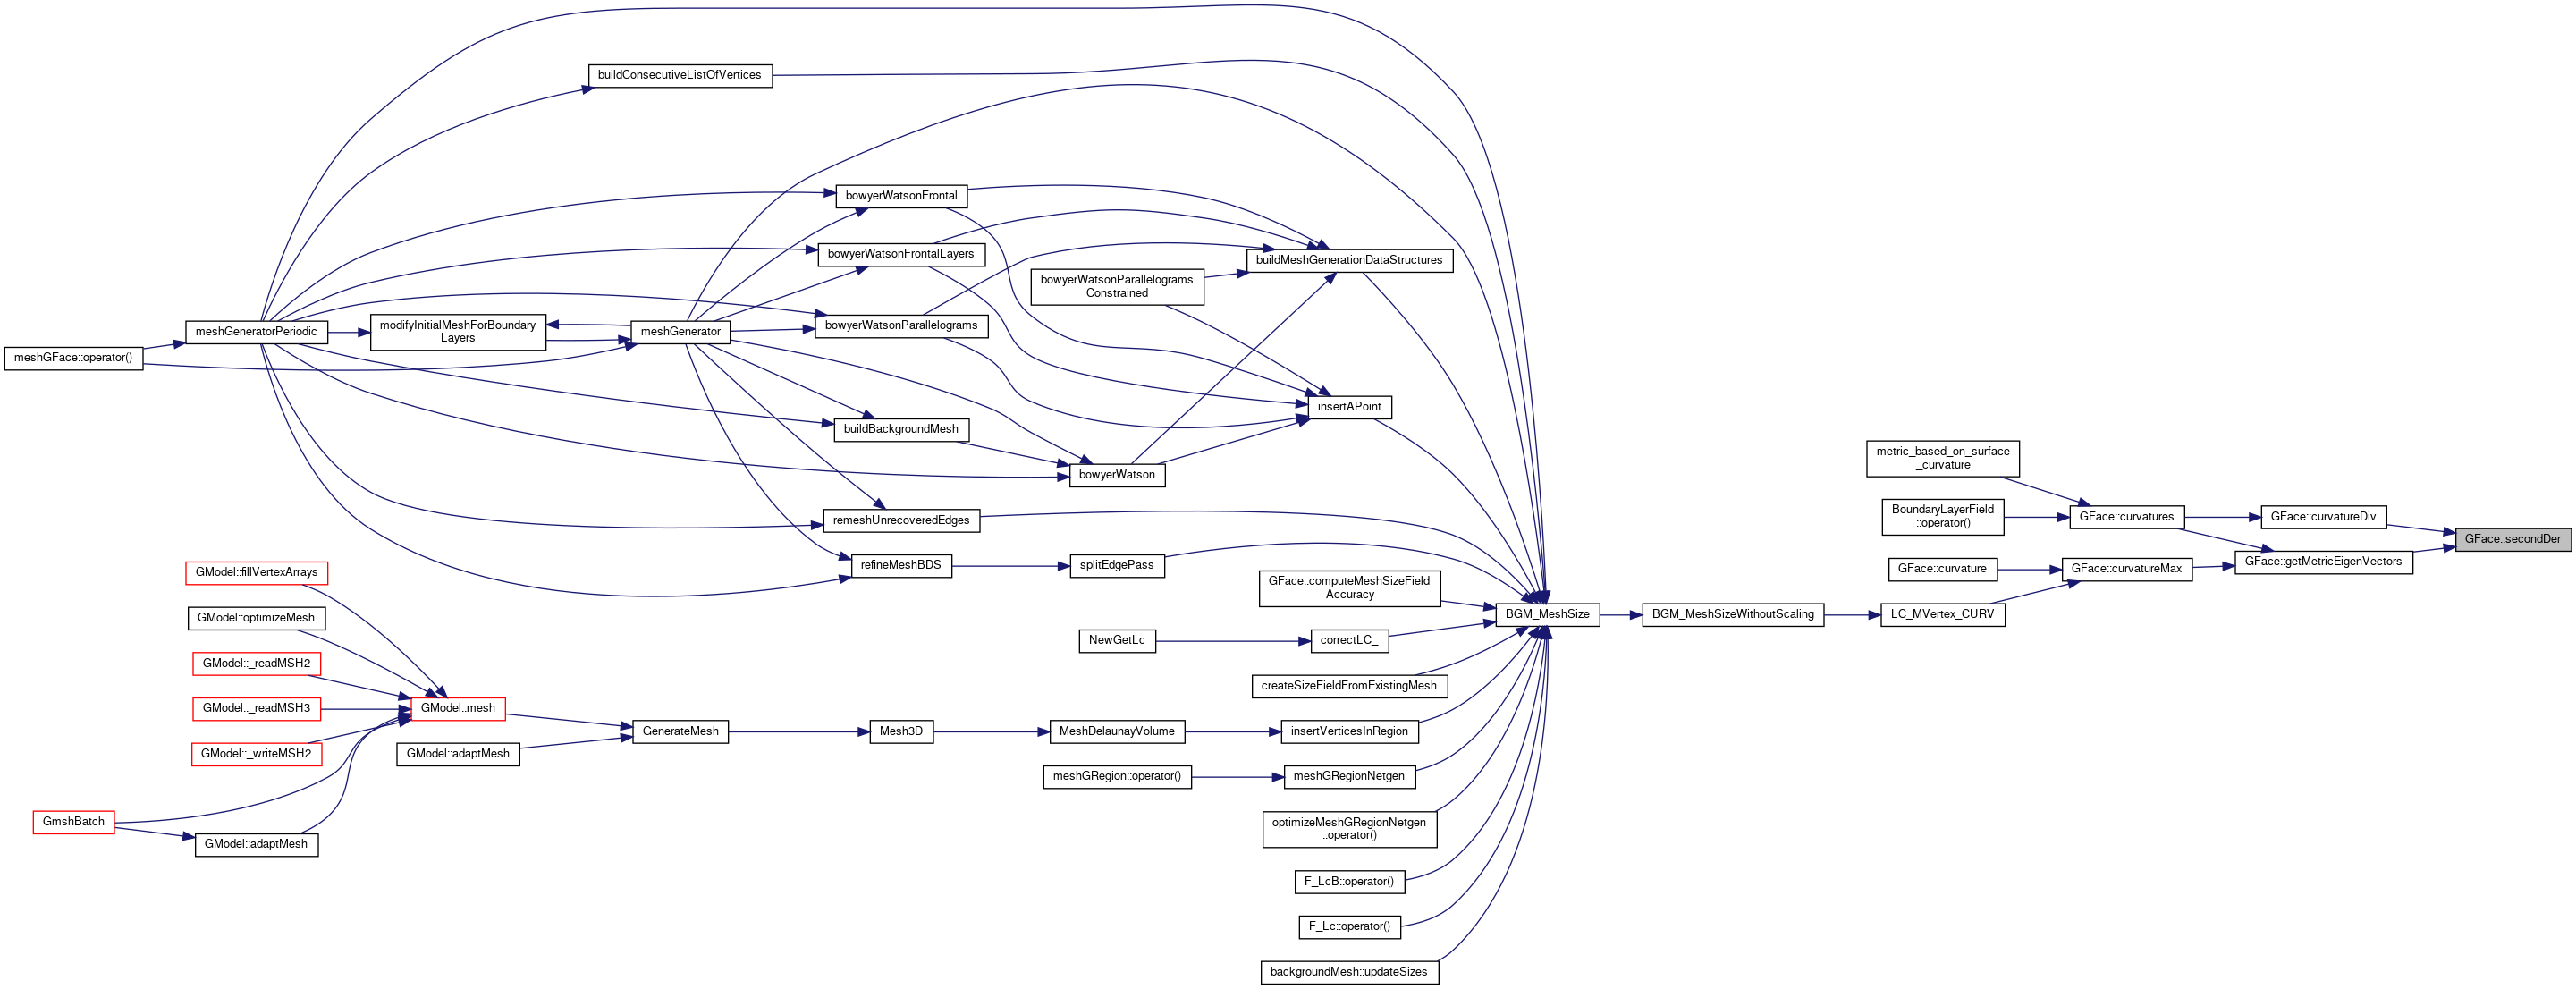 buildConsecutiveListOfVertices
bowyerWatsonFrontal
bowyerWatsonFrontalLayers
buildMeshGenerationDataStructures
bowyerWatsonParallelograms
Constrained
meshGeneratorPeriodic
modifyInitialMeshForBoundary
Layers
meshGenerator
bowyerWatsonParallelograms
meshGFace::operator()
insertAPoint
buildBackgroundMesh
bowyerWatson
metric_based_on_surface
_curvature
remeshUnrecoveredEdges
BoundaryLayerField
::operator()
GFace::curvatures
GFace::curvatureDiv
GFace::secondDer
GModel::fillVertexArrays
refineMeshBDS
splitEdgePass
GFace::computeMeshSizeField
Accuracy
GFace::curvature
GFace::curvatureMax
GFace::getMetricEigenVectors
GModel::optimizeMesh
BGM_MeshSize
BGM_MeshSizeWithoutScaling
LC_MVertex_CURV
NewGetLc
correctLC_
GModel::_readMSH2
createSizeFieldFromExistingMesh
GModel::_readMSH3
GModel::mesh
GenerateMesh
Mesh3D
MeshDelaunayVolume
insertVerticesInRegion
GModel::_writeMSH2
GModel::adaptMesh
meshGRegion::operator()
meshGRegionNetgen
GmshBatch
GModel::adaptMesh
optimizeMeshGRegionNetgen
::operator()
F_LcB::operator()
F_Lc::operator()
backgroundMesh::updateSizes